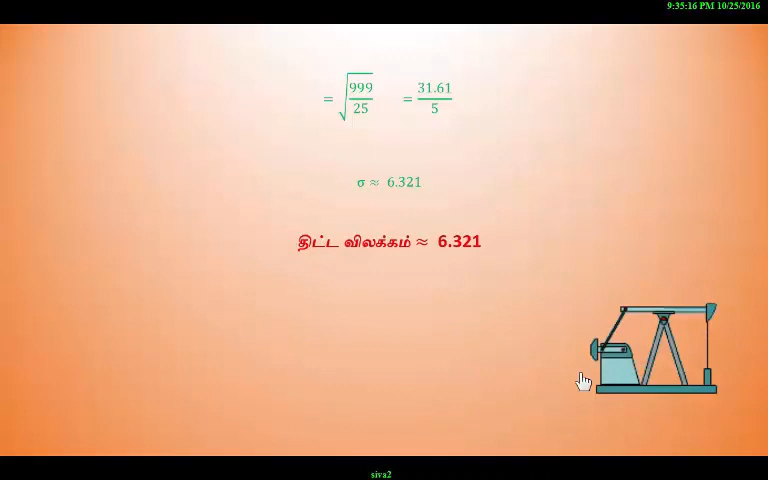 9:35:16 PM 10/25/2016
= √999/25 = 31.61/5
σ ≈ 6.321
திட்ட விலக்கம் ≈ 6.321
siva2